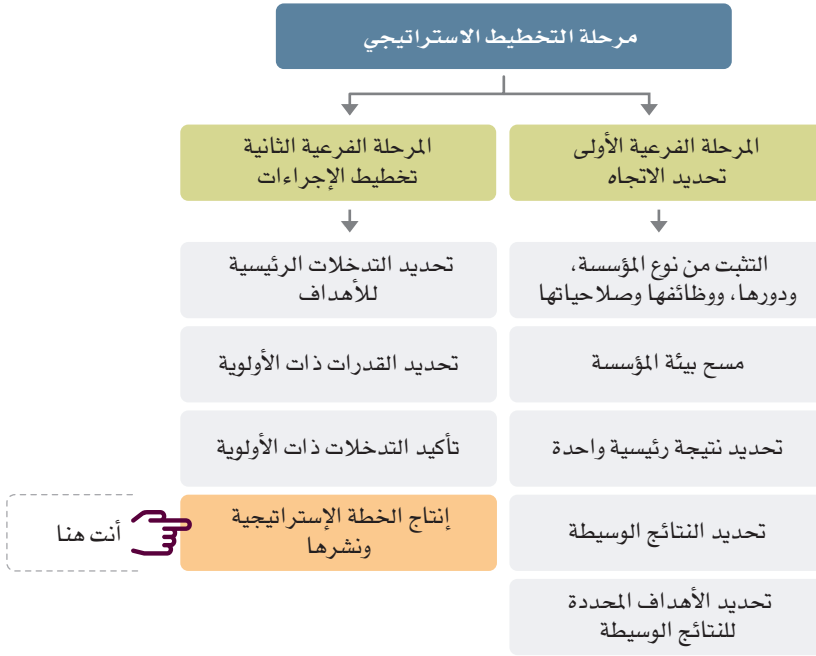 مرحلة التخطيط الاستراتيجي
المرحلة الفرعية الأولى
تحديد الاتجاه
التثبت من نوع المؤسسة،
ودورها، ووظائفها وصلاحياتها
مسح بيئة المؤسسة
تحديد نتيجة رئيسية واحدة
تحديد النتائج الوسيطة
تحديد الأهداف المحددة
للنتائج الوسيطة
المرحلة الفرعية الثانية
تخطيط الإجراءات
تحديد التدخلات الرئيسية
للأهداف
تحديد القدرات ذات الأولوية
تأكيد التدخلات ذات الأولوية
إنتاج الخطة الإستراتيجية
ونشرها
أنت هنا